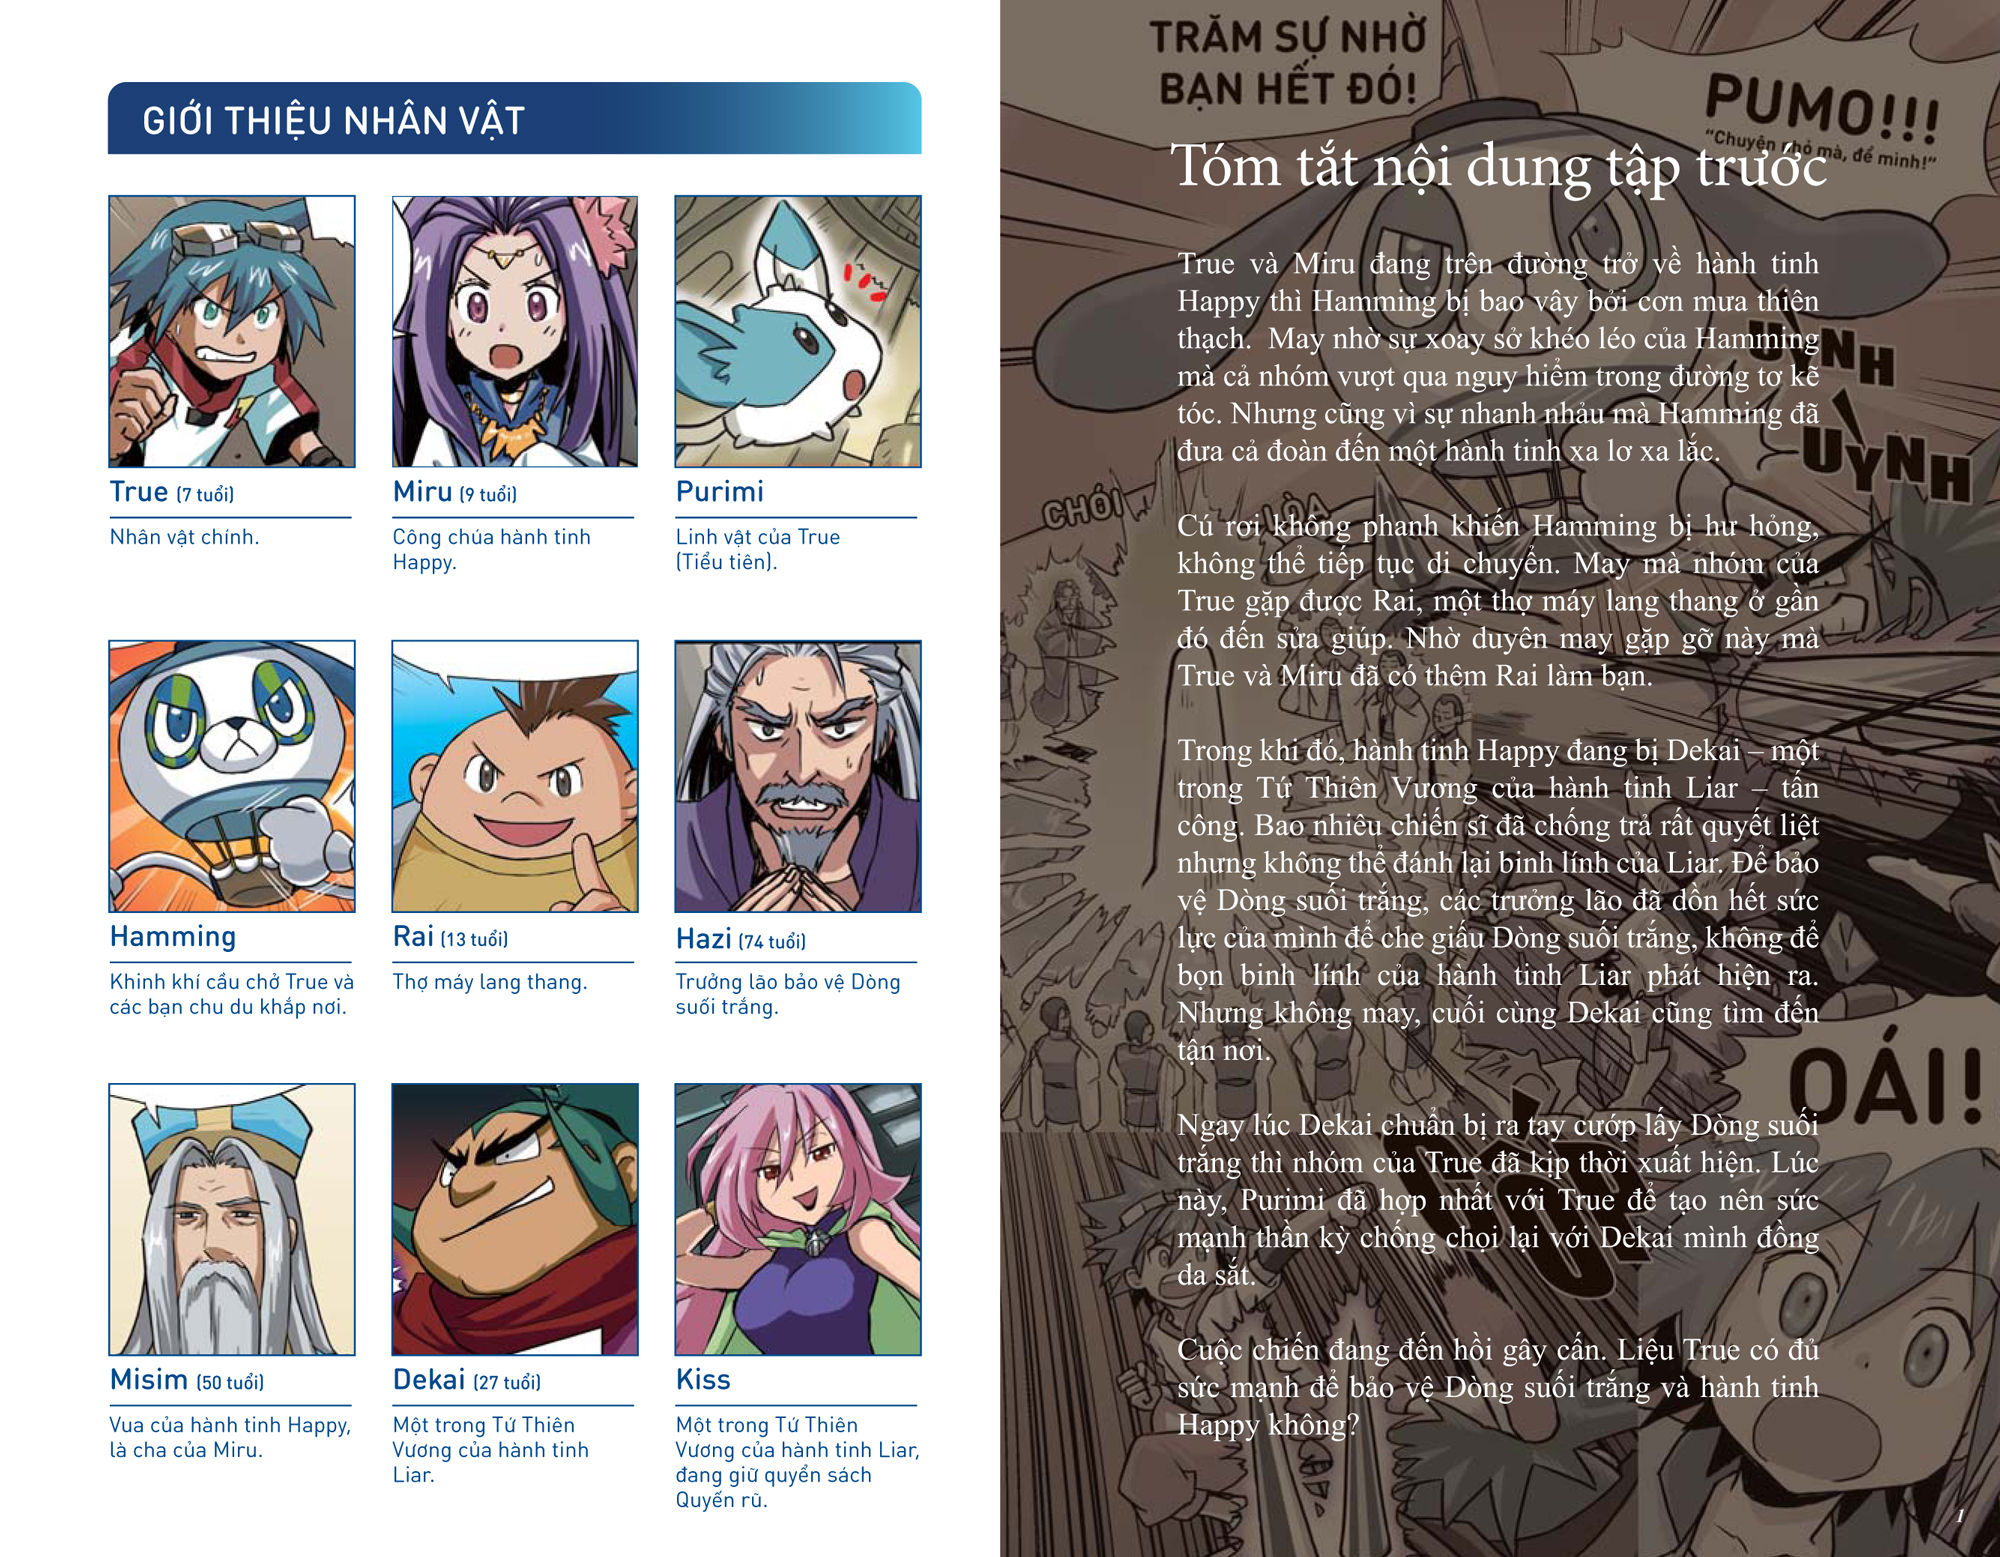 GIỚI THIỆU NHÂN VẬT
True (7 tuổi)
Nhân vật chính.
Miru (9 tuổi)
Công chúa hành tinh
Happy.
Purimi
Linh vật của True
(Tiểu tiên).
Hamming
Khinh khí cầu chở True và
các bạn chu du khắp nơi.
Rai (13 tuổi)
Thợ máy lang thang.
Hazi (74 tuổi)
Trưởng lão bảo vệ Dòng
suối trắng.
Misim (50 tuổi)
Vua của hành tinh Happy,
là cha của Miru.
Dekai (27 tuổi)
Một trong Tứ Thiên
Vương của hành tinh
Liar.
Kiss
Một trong Tứ Thiên
Vương của hành tinh Liar,
đang giữ quyển sách
Quyến rũ.
TRĂM SỰ NHỜ
BẠN HẾT ĐÓ!
PUMO!!!
“Chuyện nhỏ mà, để mình!”
Tóm tắt nội dung tập trước
True và Miru đang trên đường trở về hành tinh
Happy thì Hamming bị bao vây bởi cơn mưa thiên
thạch. May nhờ sự xoay sở khéo léo của Hamming
mà cả nhóm vượt qua nguy hiểm trong đường tơ kẽ
tóc. Nhưng cũng vì sự nhanh nhảu mà Hamming đã
đưa cả đoàn đến một hành tinh xa lơ xa lắc.
UỲNH
UỲNH
CHÓI
LÒA
Cú rơi không phanh khiến Hamming bị hư hỏng,
không thể tiếp tục di chuyển. May mà nhóm của
True gặp được Rai, một thợ máy lang thang ở gần
đó đến sửa giúp. Nhờ duyên may gặp gỡ này mà
True và Miru đã có thêm Rai làm bạn.
Trong khi đó, hành tinh Happy đang bị Dekai – một
trong Tứ Thiên Vương của hành tinh Liar – tấn
công. Bao nhiêu chiến sĩ đã chống trả rất quyết liệt
nhưng không thể đánh lại binh lính của Liar. Để bảo
vệ Dòng suối trắng, các trưởng lão đã dồn hết sức
lực của mình để che giấu Dòng suối trắng, không để
bọn binh lính của hành tinh Liar phát hiện ra.
Nhưng không may, cuối cùng Dekai cũng tìm đến
tận nơi.
OÁI!
Ngay lúc Dekai chuẩn bị ra tay cướp lấy Dòng suối
trắng thì nhóm của True đã kịp thời xuất hiện. Lúc
này, Purimi đã hợp nhất với True để tạo nên sức
mạnh thần kỳ chống chọi lại với Dekai mình đồng
da sắt.
Cuộc chiến đang đến hồi gây cấn. Liệu True có đủ
sức mạnh để bảo vệ Dòng suối trắng và hành tinh
Happy không?
1